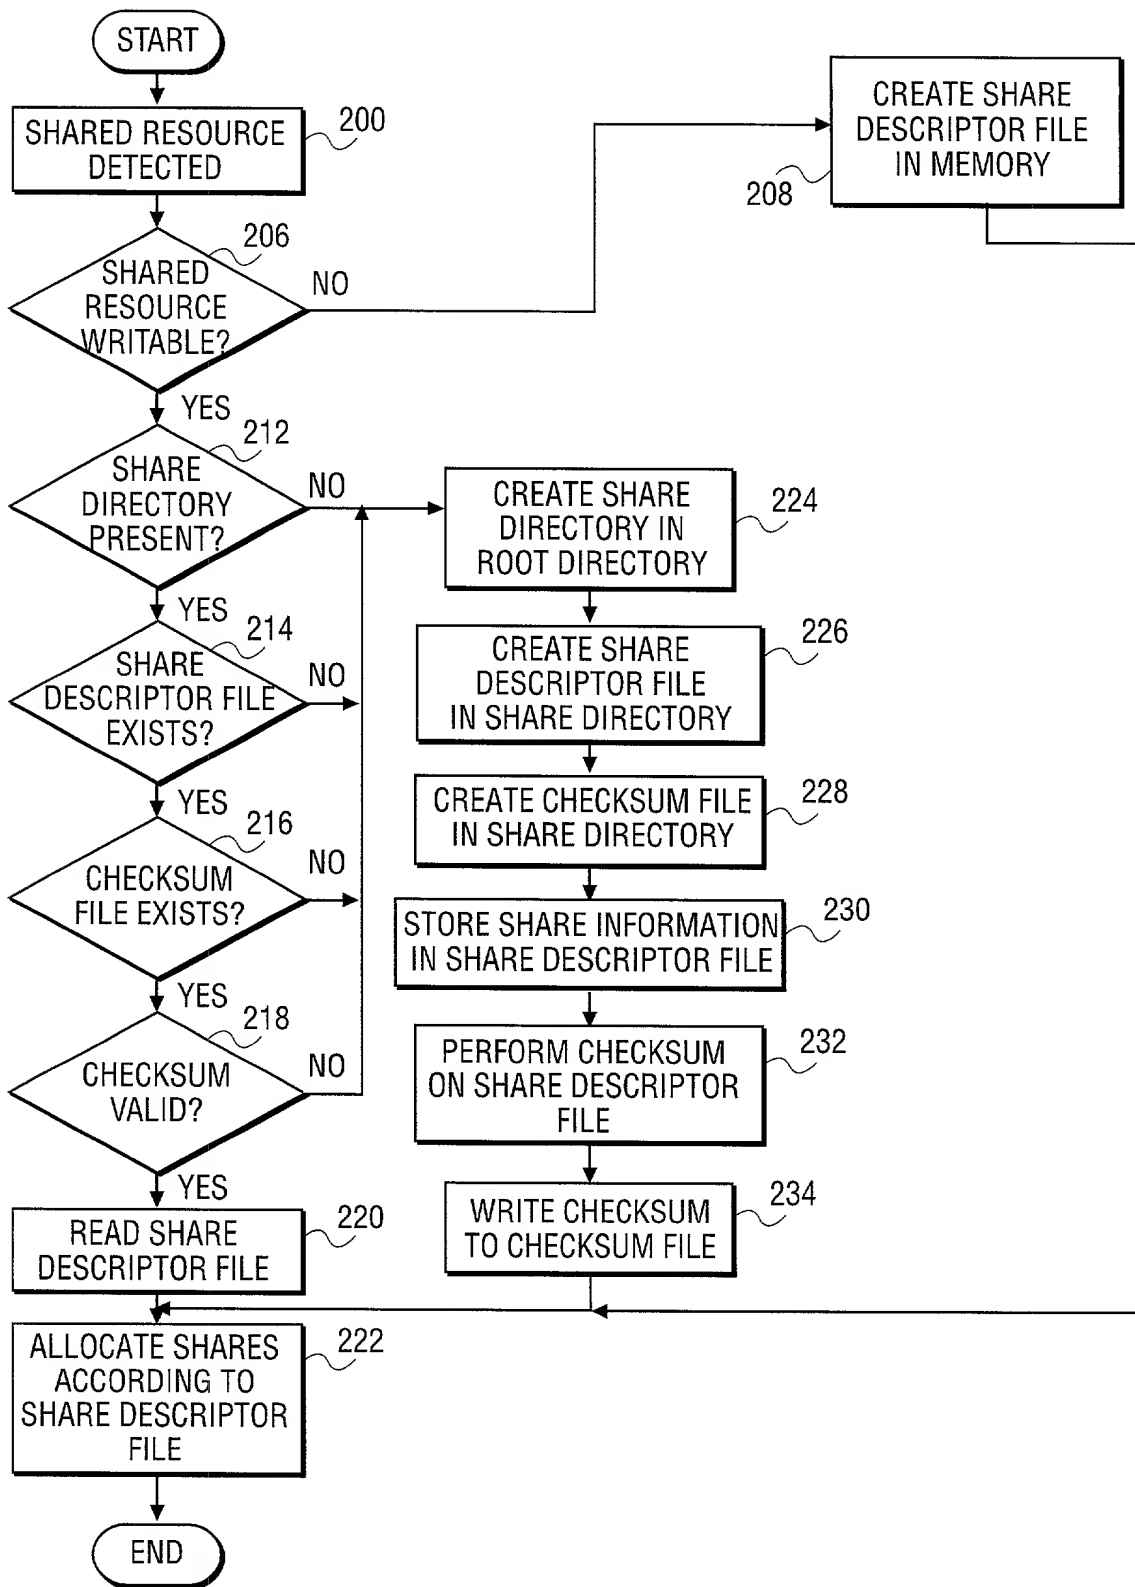 START
SHARED RESOURCE
DETECTED
200
CREATE SHARE
DESCRIPTOR FILE
IN MEMORY
208
206
SHARED
RESOURCE
WRITABLE?
NO
YES
212
SHARE
DIRECTORY
PRESENT?
NO
YES
CREATE SHARE
DIRECTORY IN
ROOT DIRECTORY
224
214
SHARE
DESCRIPTOR FILE
EXISTS?
NO
YES
CREATE SHARE
DESCRIPTOR FILE
IN SHARE DIRECTORY
226
CREATE CHECKSUM FILE
IN SHARE DIRECTORY
228
216
CHECKSUM
FILE EXISTS?
NO
YES
STORE SHARE INFORMATION
IN SHARE DESCRIPTOR FILE
230
218
CHECKSUM
VALID?
NO
YES
PERFORM CHECKSUM
ON SHARE DESCRIPTOR
FILE
232
WRITE CHECKSUM
TO CHECKSUM FILE
234
READ SHARE
DESCRIPTOR FILE
220
ALLOCATE SHARES
ACCORDING TO
SHARE DESCRIPTOR
FILE
222
END